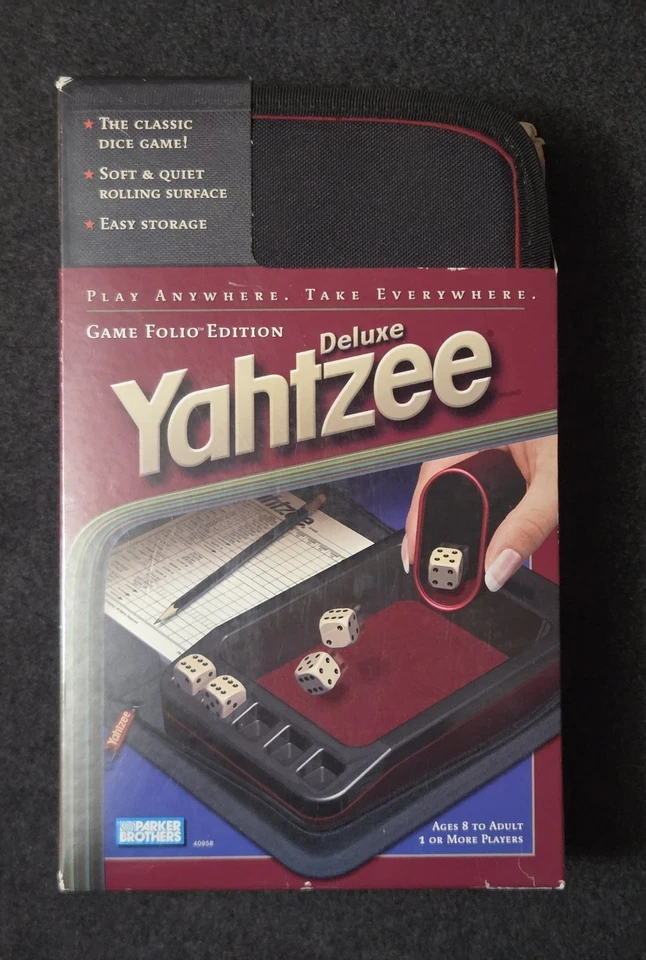 ★ The classic
dice game!
★ Soft & quiet
rolling surface
★ Easy storage
Play Anywhere. Take Everywhere.
Game Folio™ Edition
Deluxe
Yahtzee
Yahtzee
PARKER
BROTHERS
40958
Ages 8 to Adult
1 or More Players